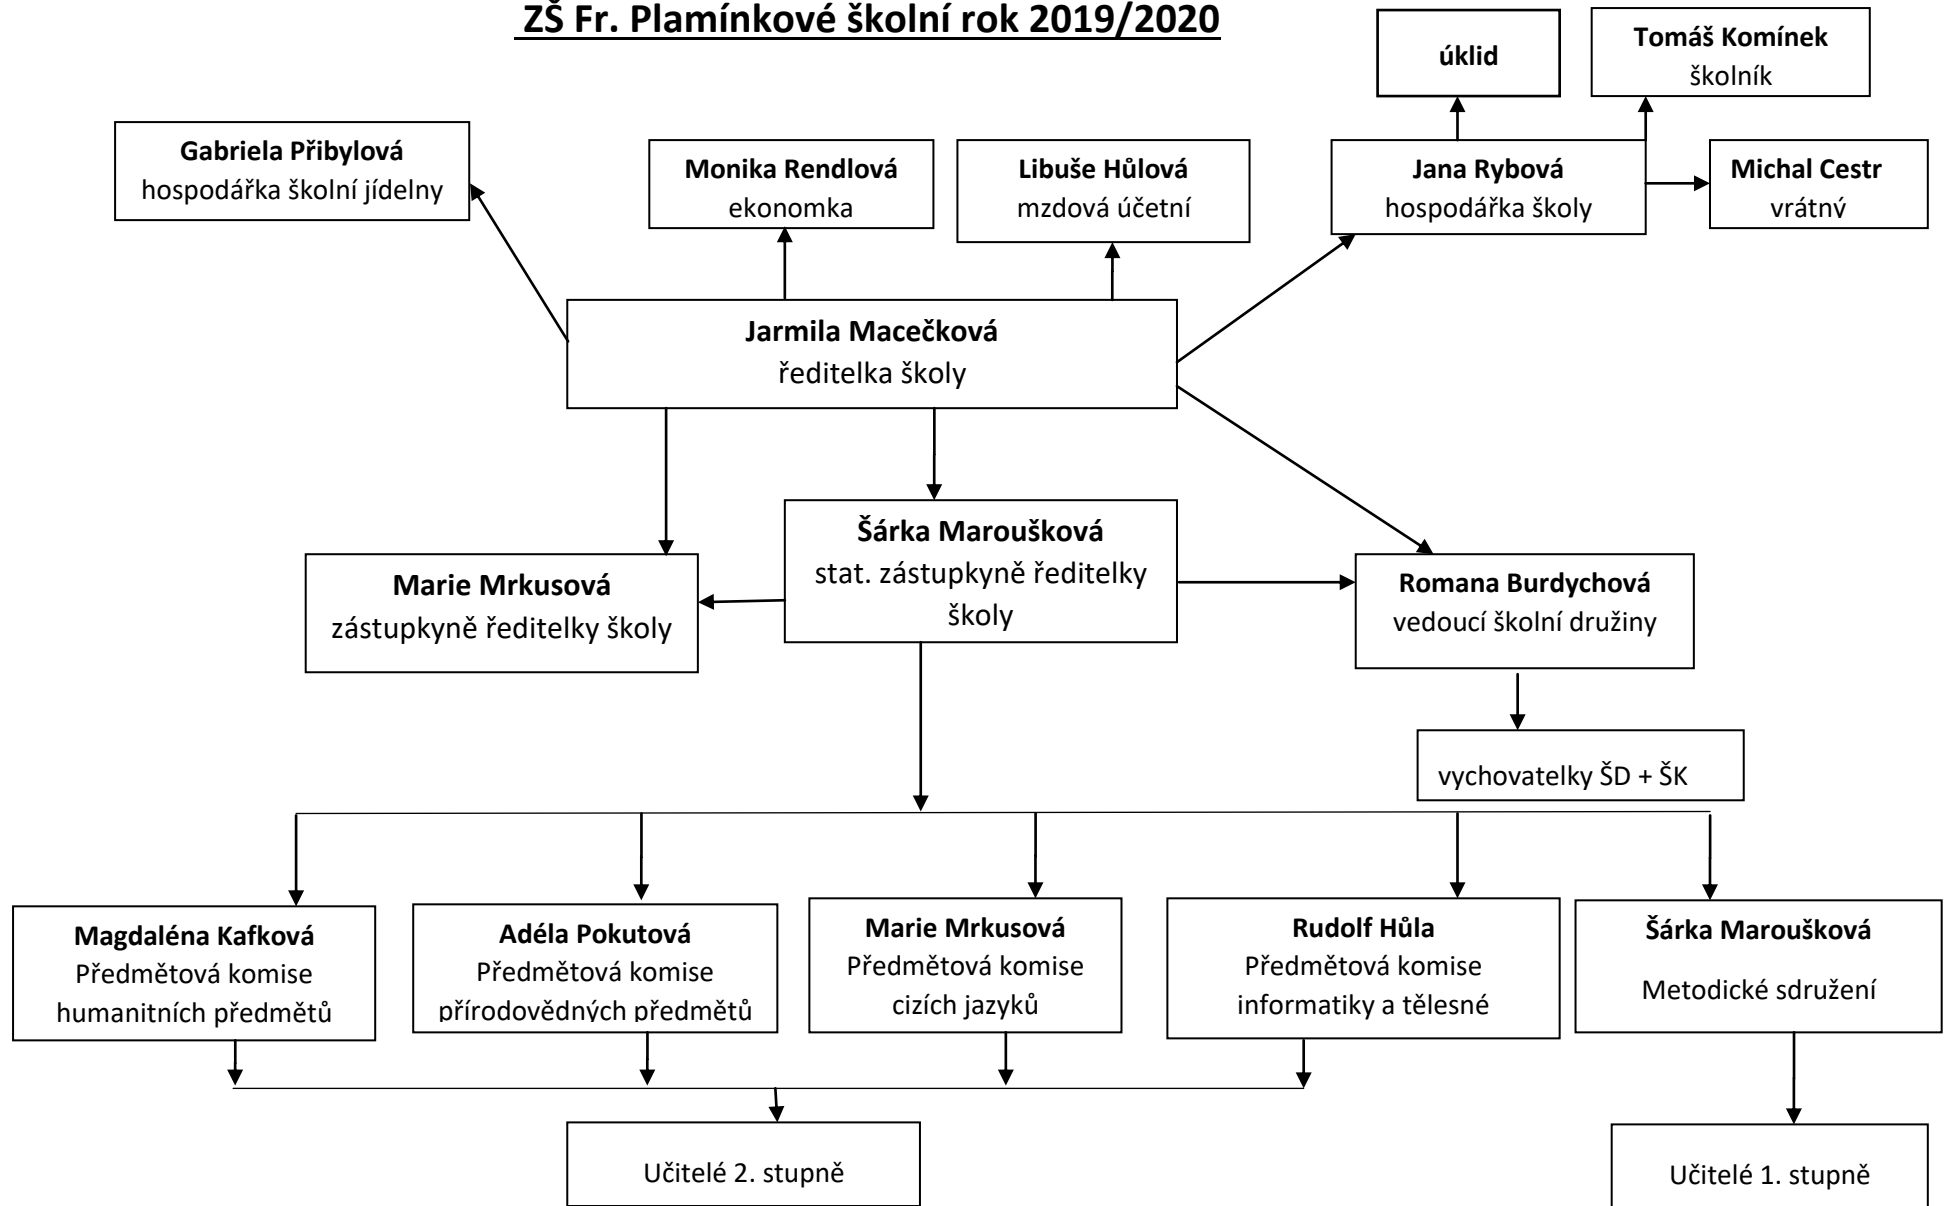 ZŠ Fr. Plamínkové školní rok 2019/2020
úklid
Tomáš Komínek
školník
Gabriela Přibylová
hospodářka školní jídelny
Monika Rendlová
ekonomka
Libuše Hůlová
mzdová účetní
Jana Rybová
hospodářka školy
Michal Cestr
vrátný
Jarmila Macečková
ředitelka školy
Šárka Maroušková
stat. zástupkyně ředitelky
školy
Marie Mrkusová
zástupkyně ředitelky školy
Romana Burdychová
vedoucí školní družiny
vychovatelky ŠD + ŠK
Magdaléna Kafková
Předmětová komise
humanitních předmětů
Adéla Pokutová
Předmětová komise
přírodovědných předmětů
Marie Mrkusová
Předmětová komise
cizích jazyků
Rudolf Hůla
Předmětová komise
informatiky a tělesné
Šárka Maroušková
Metodické sdružení
Učitelé 2. stupně
Učitelé 1. stupně